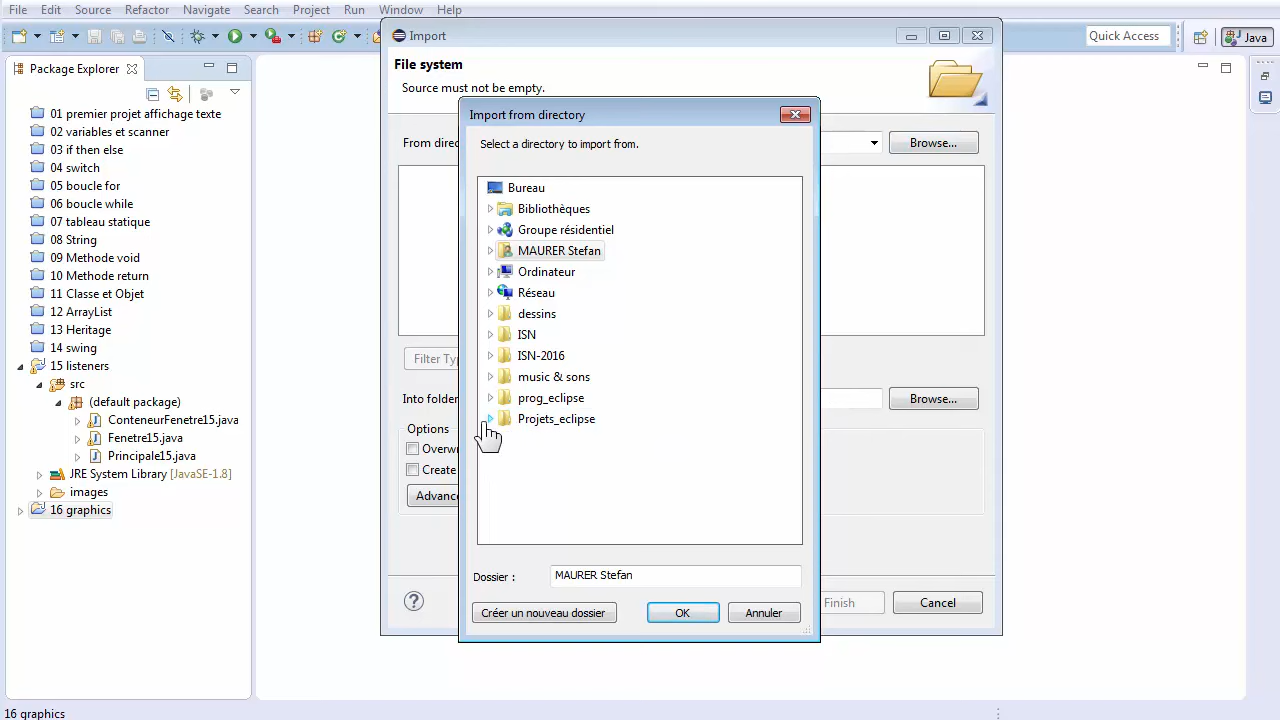 File Edit Source Refactor Navigate Search Project Run Window Help
Quick Access
Java
Package Explorer
01 premier projet affichage texte
02 variables et scanner
03 if then else
04 switch
05 boucle for
06 boucle while
07 tableau statique
08 String
09 Methode void
10 Methode return
11 Classe et Objet
12 ArrayList
13 Heritage
14 swing
15 listeners
src
(default package)
ConteneurFenetre15.java
Fenetre15.java
Principale15.java
JRE System Library [JavaSE-1.8]
images
16 graphics
16 graphics
Import
File system
Source must not be empty.
From direc
Browse...
Filter Typ
Into folder
Browse...
Options
Overw
Create
Advance
?
Finish
Cancel
Import from directory
Select a directory to import from.
Bureau
Bibliothèques
Groupe résidentiel
MAURER Stefan
Ordinateur
Réseau
dessins
ISN
ISN-2016
music & sons
prog_eclipse
Projets_eclipse
Dossier : MAURER Stefan
Créer un nouveau dossier
OK
Annuler